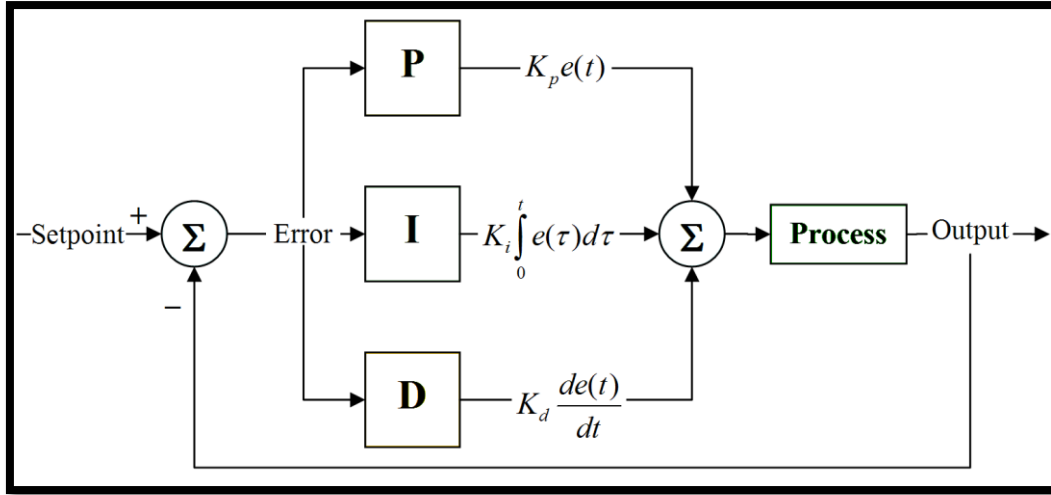 P
K_p e(t)
Setpoint
+
Σ
−
Error
I
K_i ∫_0^t e(τ)dτ
Σ
Process
Output
D
K_d de(t)/dt